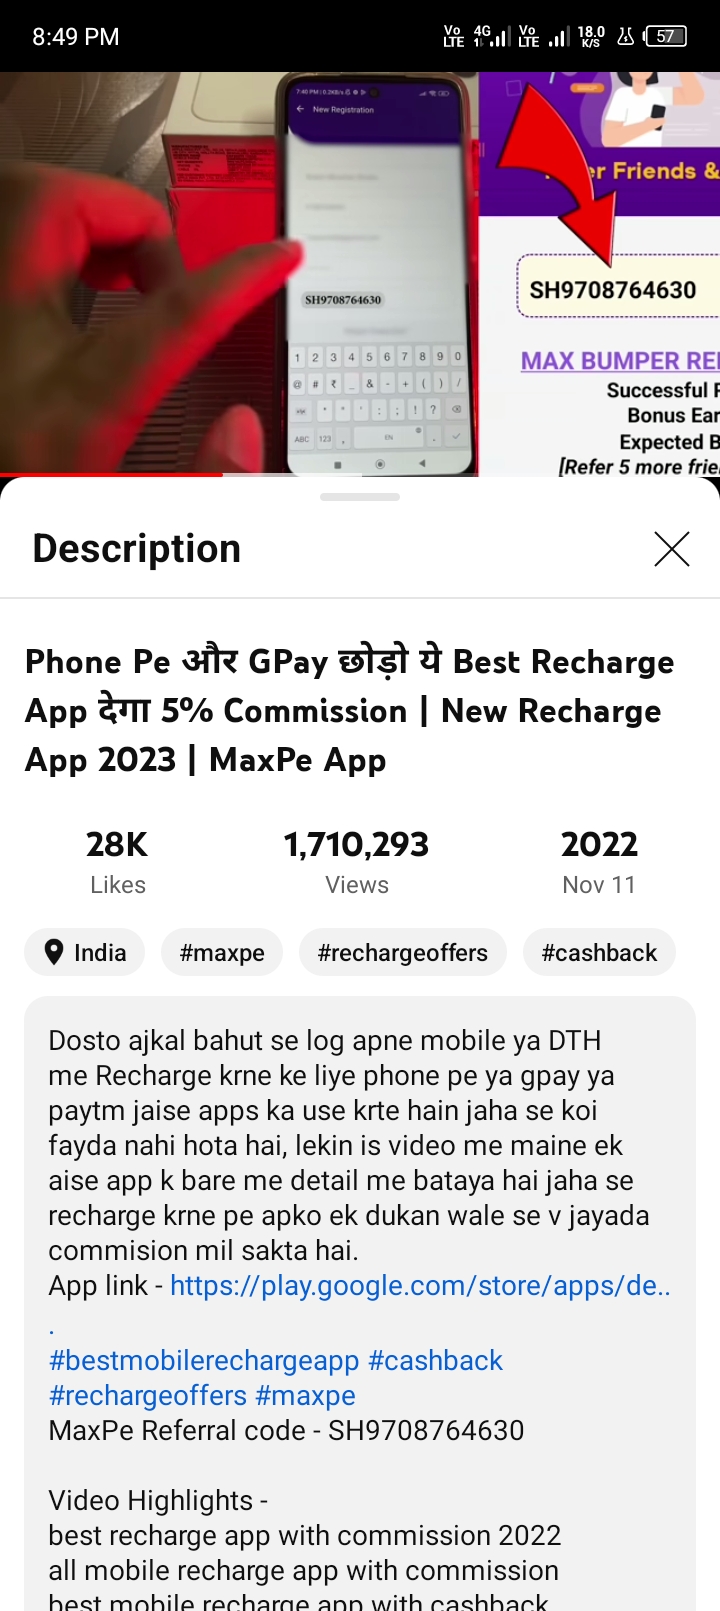 8:49 PM
Vo LTE 4G Vo LTE 18.0 K/S 57
7:40 PM | 0.2KB/s
New Registration
SH9708764630
1 2 3 4 5 6 7 8 9 0
@ # ₹ _ & - + ( ) /
* " ' : ; ! ?
ABC 123 , EN .
er Friends &
SH9708764630
MAX BUMPER RE
Successful
Bonus Ear
Expected B
[Refer 5 more frie
Description
Phone Pe और GPay छोड़ो ये Best Recharge
App देगा 5% Commission | New Recharge
App 2023 | MaxPe App
28K 1,710,293 2022
Likes Views Nov 11
India #maxpe #rechargeoffers #cashback
Dosto ajkal bahut se log apne mobile ya DTH
me Recharge krne ke liye phone pe ya gpay ya
paytm jaise apps ka use krte hain jaha se koi
fayda nahi hota hai, lekin is video me maine ek
aise app k bare me detail me bataya hai jaha se
recharge krne pe apko ek dukan wale se v jayada
commision mil sakta hai.
App link - https://play.google.com/store/apps/de..
.
#bestmobilerechargeapp #cashback
#rechargeoffers #maxpe
MaxPe Referral code - SH9708764630
Video Highlights -
best recharge app with commission 2022
all mobile recharge app with commission
best mobile recharge app with cashback